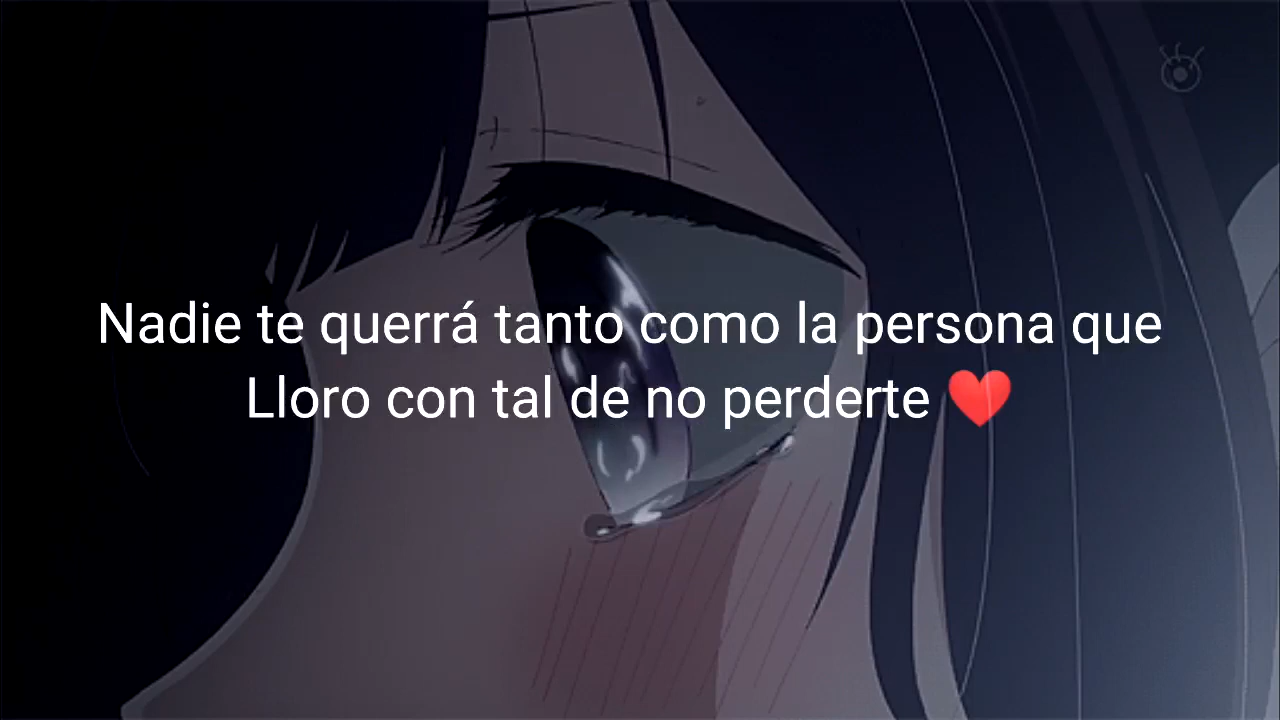 Nadie te querrá tanto como la persona que
Lloro con tal de no perderte ❤️